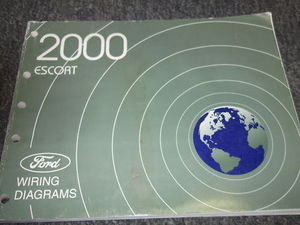 2000
ESCORT
Ford
WIRING
DIAGRAMS